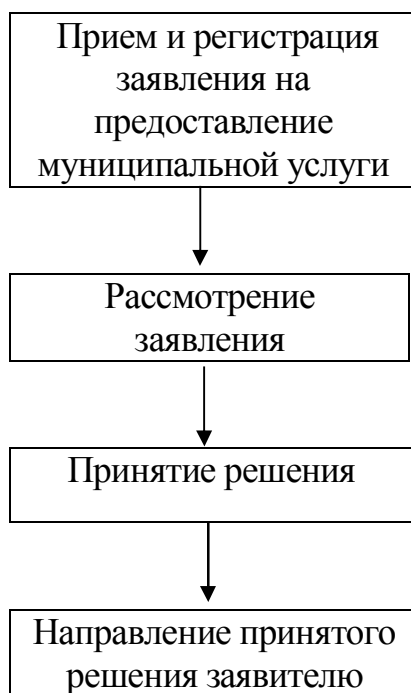 Прием и регистрация
заявления на
предоставление
муниципальной услуги
Рассмотрение
заявления
Принятие решения
Направление принятого
решения заявителю